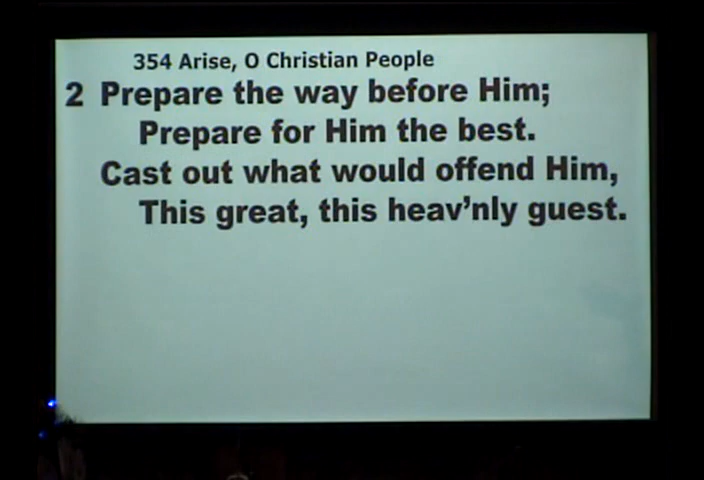 354 Arise, O Christian People
2 Prepare the way before Him;
Prepare for Him the best.
Cast out what would offend Him,
This great, this heav’nly guest.